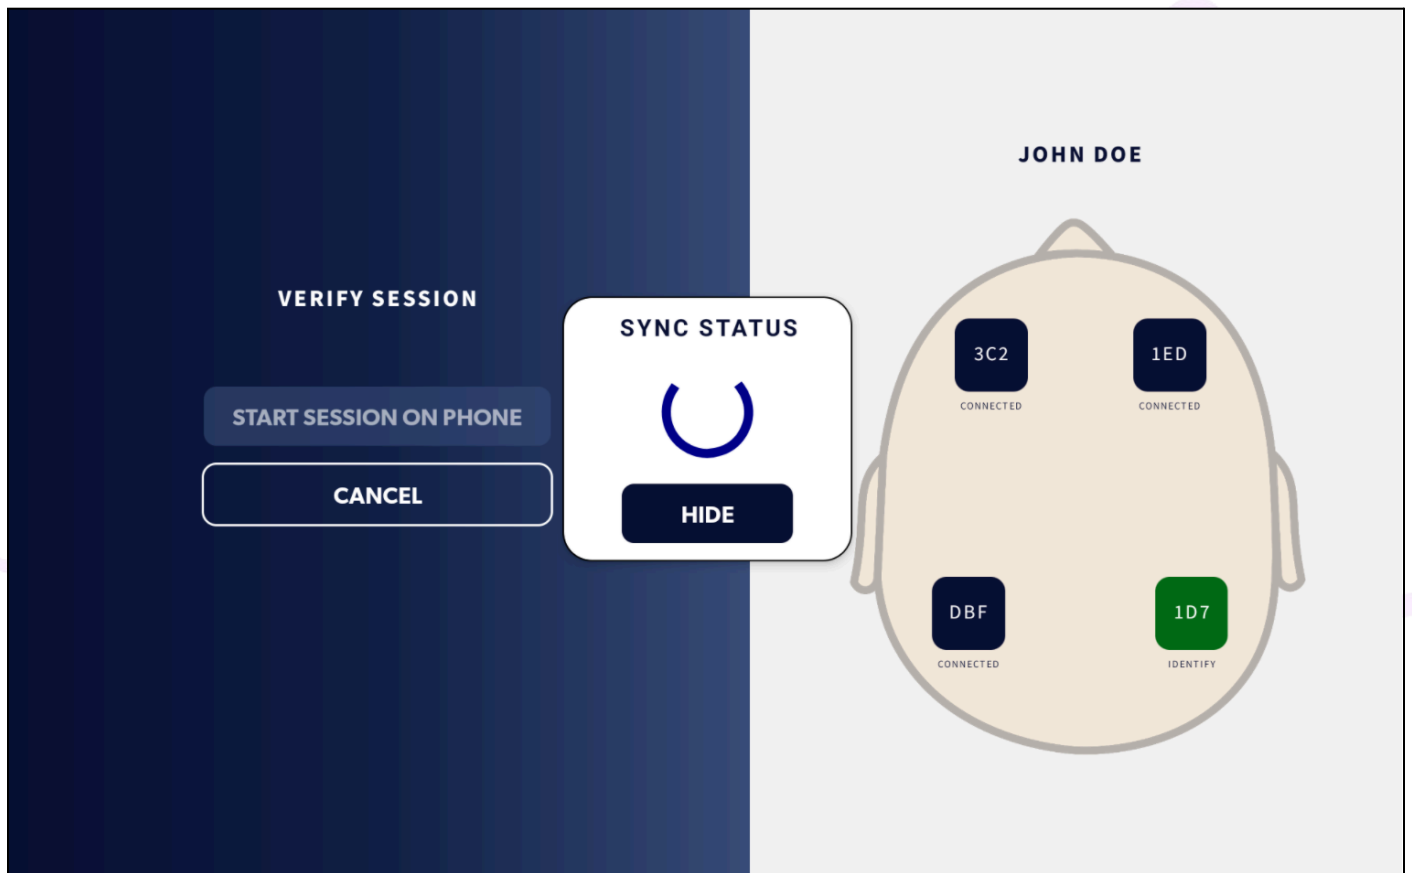 VERIFY SESSION
START SESSION ON PHONE
CANCEL
SYNC STATUS
HIDE
JOHN DOE
3C2
CONNECTED
1ED
CONNECTED
DBF
CONNECTED
1D7
IDENTIFY